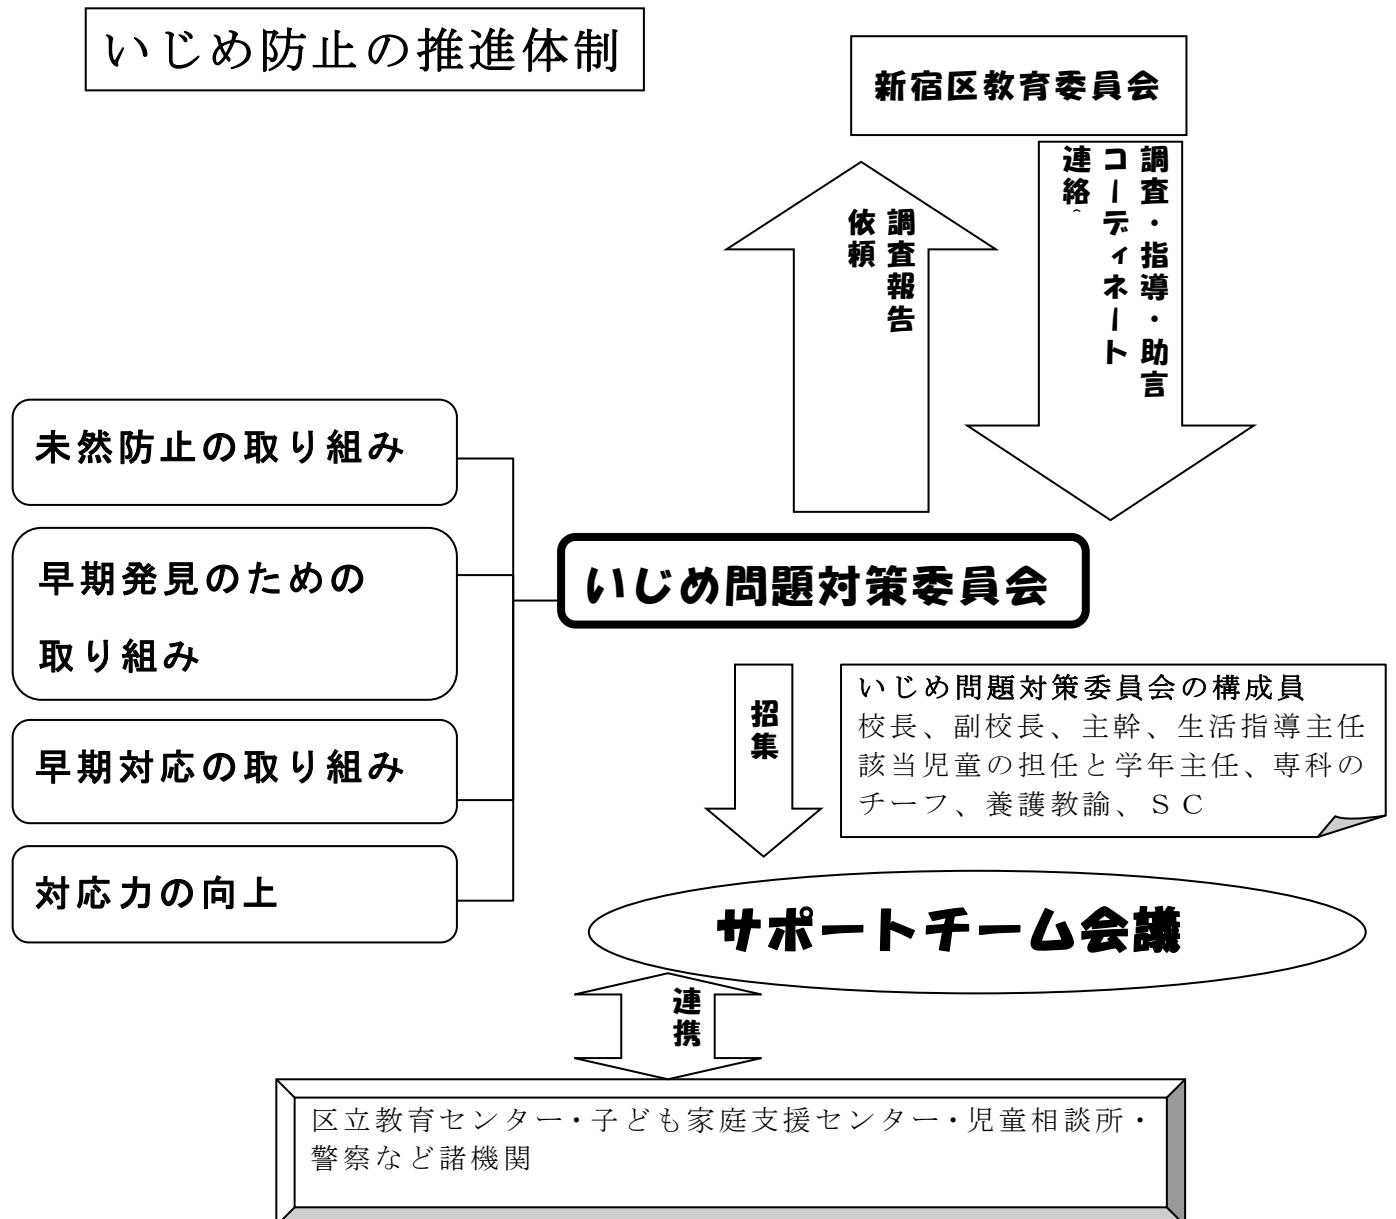 いじめ防止の推進体制
新宿区教育委員会
調査報告
依頼
調査・指導・助言
コーディネート
連絡
未然防止の取り組み
早期発見のための
取り組み
早期対応の取り組み
対応力の向上
いじめ問題対策委員会
招集
いじめ問題対策委員会の構成員
校長、副校長、主幹、生活指導主任
該当児童の担任と学年主任、専科の
チーフ、養護教諭、ＳＣ
サポートチーム会議
連携
区立教育センター・子ども家庭支援センター・児童相談所・
警察など諸機関